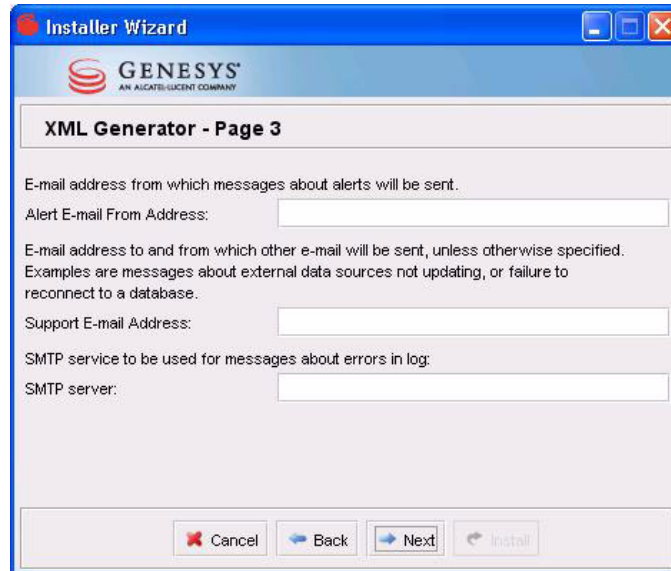 Installer Wizard
GENESYS
AN ALCATEL-LUCENT COMPANY
XML Generator - Page 3
E-mail address from which messages about alerts will be sent.
Alert E-mail From Address:
E-mail address to and from which other e-mail will be sent, unless otherwise specified.
Examples are messages about external data sources not updating, or failure to
reconnect to a database.
Support E-mail Address:
SMTP service to be used for messages about errors in log:
SMTP server:
Cancel Back Next Install